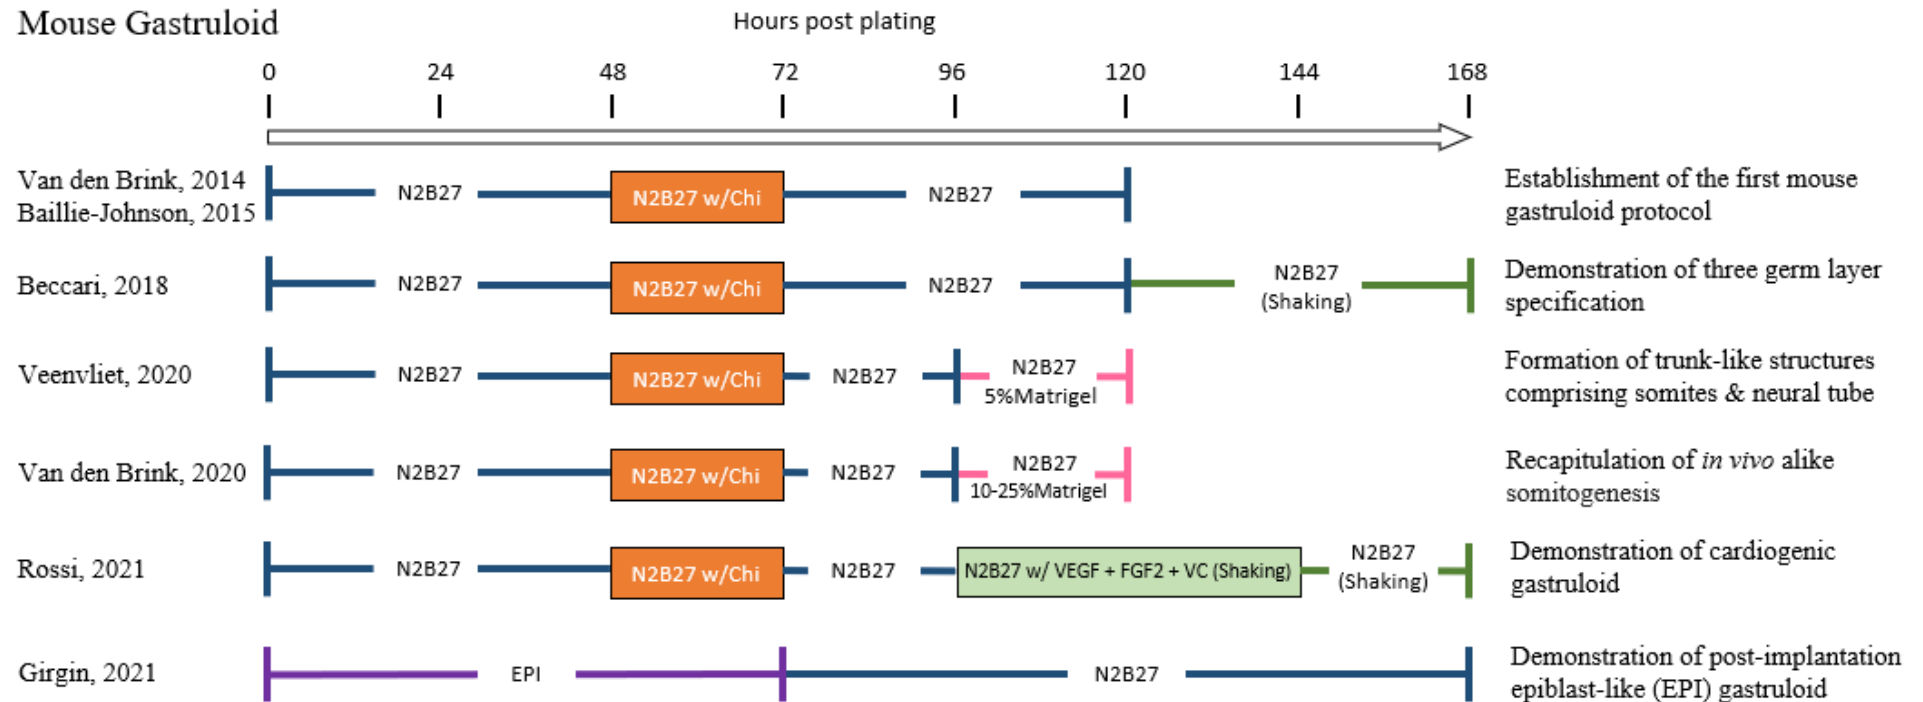 Mouse Gastruloid
Hours post plating
0 24 48 72 96 120 144 168
Van den Brink, 2014
Baillie-Johnson, 2015
N2B27
N2B27 w/Chi
N2B27
Establishment of the first mouse
gastruloid protocol
Beccari, 2018
N2B27
N2B27 w/Chi
N2B27
N2B27
(Shaking)
Demonstration of three germ layer
specification
Veenvliet, 2020
N2B27
N2B27 w/Chi
N2B27
N2B27
5%Matrigel
Formation of trunk-like structures
comprising somites & neural tube
Van den Brink, 2020
N2B27
N2B27 w/Chi
N2B27
N2B27
10-25%Matrigel
Recapitulation of in vivo alike
somitogenesis
Rossi, 2021
N2B27
N2B27 w/Chi
N2B27
N2B27 w/ VEGF + FGF2 + VC (Shaking)
N2B27
(Shaking)
Demonstration of cardiogenic
gastruloid
Girgin, 2021
EPI
N2B27
Demonstration of post-implantation
epiblast-like (EPI) gastruloid